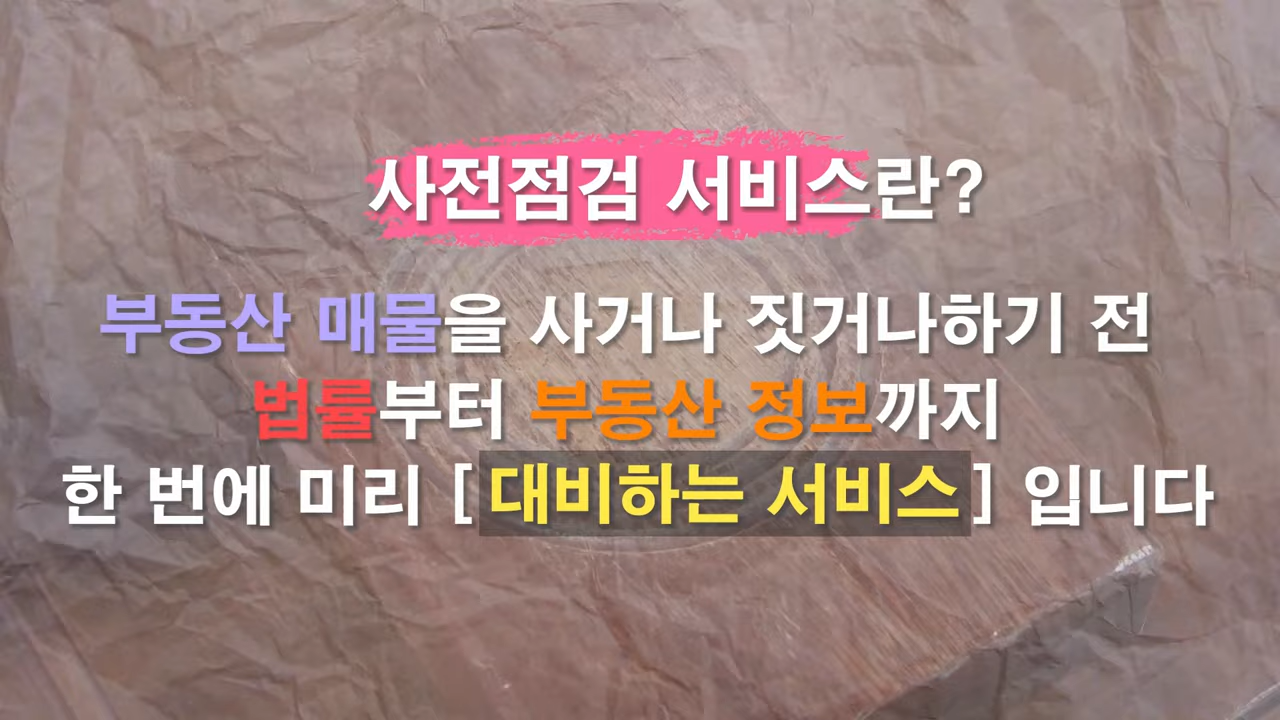 사전점검 서비스란?
부동산 매물을 사거나 짓거나하기 전
법률부터 부동산 정보까지
한 번에 미리 [대비하는 서비스] 입니다